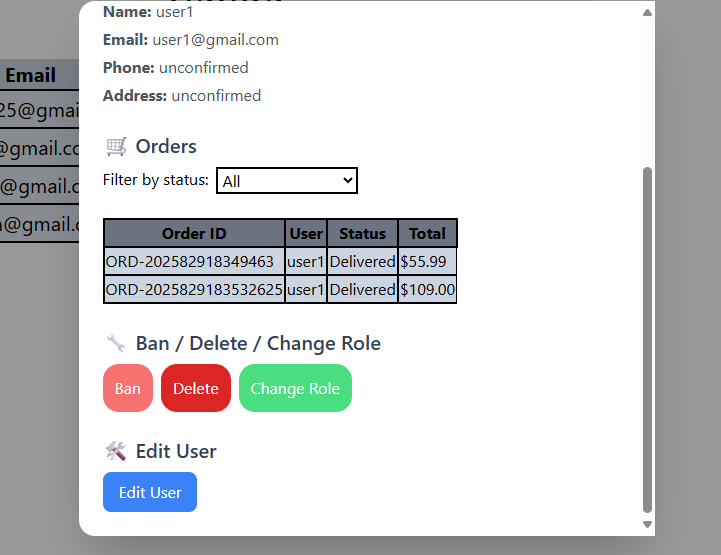 Name: user1
Email: user1@gmail.com
Phone: unconfirmed
Address: unconfirmed
Email
25@gmai
@gmail.co
@gmail.c
@gmail.
Orders
Filter by status: All
Order ID User Status Total
ORD-202582918349463 user1 Delivered $55.99
ORD-2025829183532625 user1 Delivered $109.00
Ban / Delete / Change Role
Ban Delete Change Role
Edit User
Edit User